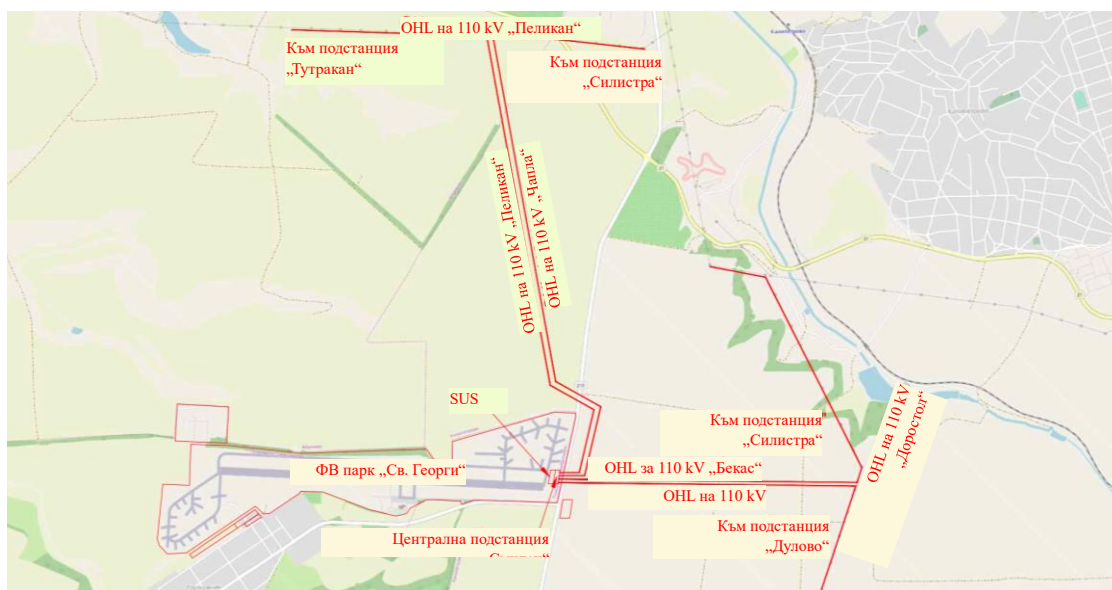 OHL на 110 kV „Пеликан“
Към подстанция
„Тутракан“
Към подстанция
„Силистра“
OHL на 110 kV „Пеликан“
OHL на 110 kV „Чапла“
SUS
Към подстанция
„Силистра“
OHL на 110 kV
„Доростол“
ФВ парк „Св. Георги“
OHL за 110 kV „Бекас“
OHL на 110 kV
Към подстанция
„Дулово“
Централна подстанция